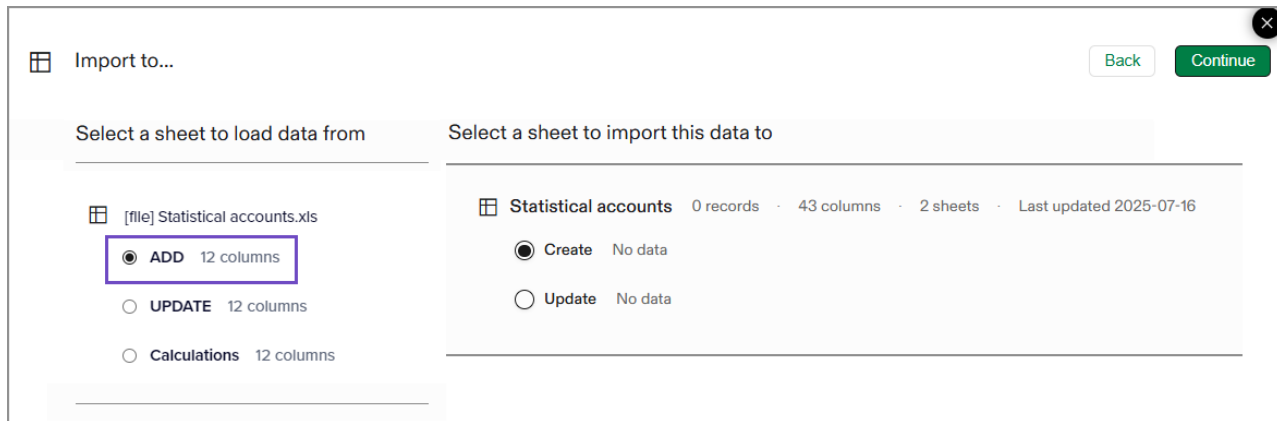 Import to...
Back
Continue
Select a sheet to load data from
Select a sheet to import this data to
[file] Statistical accounts.xls
ADD 12 columns
UPDATE 12 columns
Calculations 12 columns
Statistical accounts 0 records · 43 columns · 2 sheets · Last updated 2025-07-16
Create No data
Update No data